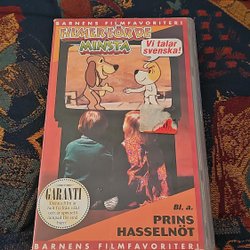 BARNENS FILMFAVORITER!
FILMER FÖR DE
MINSTA
Vi talar
svenska!
GARANTI
Bl. a.
PRINS
HASSELNÖT
BARNENS FILMFAVORITER!